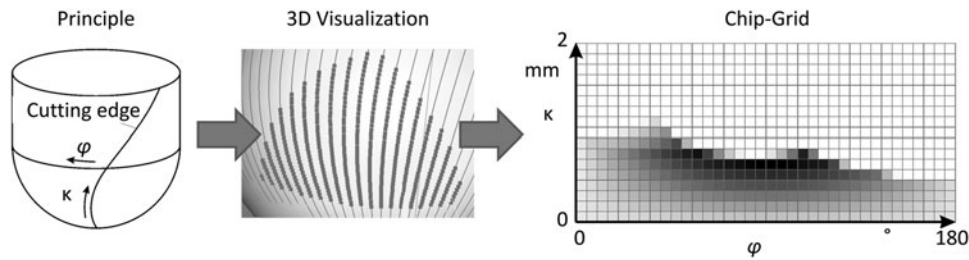 Principle
3D Visualization
Chip-Grid
Cutting edge
φ
κ
2
mm
κ
0
0
φ
°
180